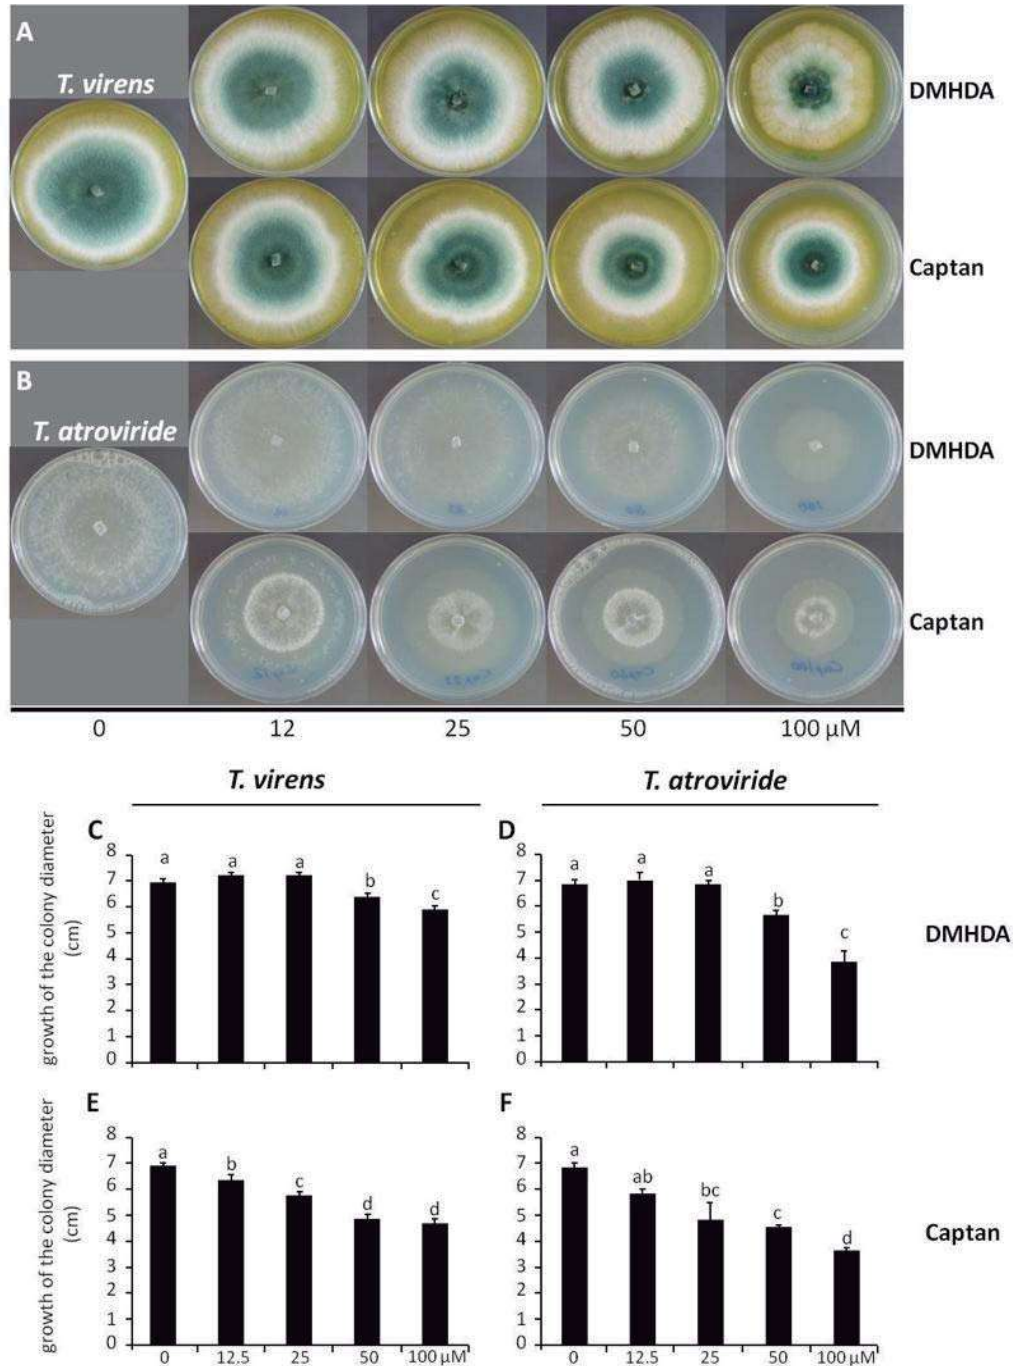 A
T. virens
DMHDA
Captan
B
T. atroviride
DMHDA
Captan
0 12 25 50 100 µM
T. virens T. atroviride
C D
growth of the colony diameter
(cm)
8
7
6
5
4
3
2
1
0
a a a b c
8
7
6
5
4
3
2
1
0
a a a b c
DMHDA
E F
growth of the colony diameter
(cm)
8
7
6
5
4
3
2
1
0
a b c d d
0 12.5 25 50 100 µM
8
7
6
5
4
3
2
1
0
a ab bc c d
0 12.5 25 50 100 µM
Captan